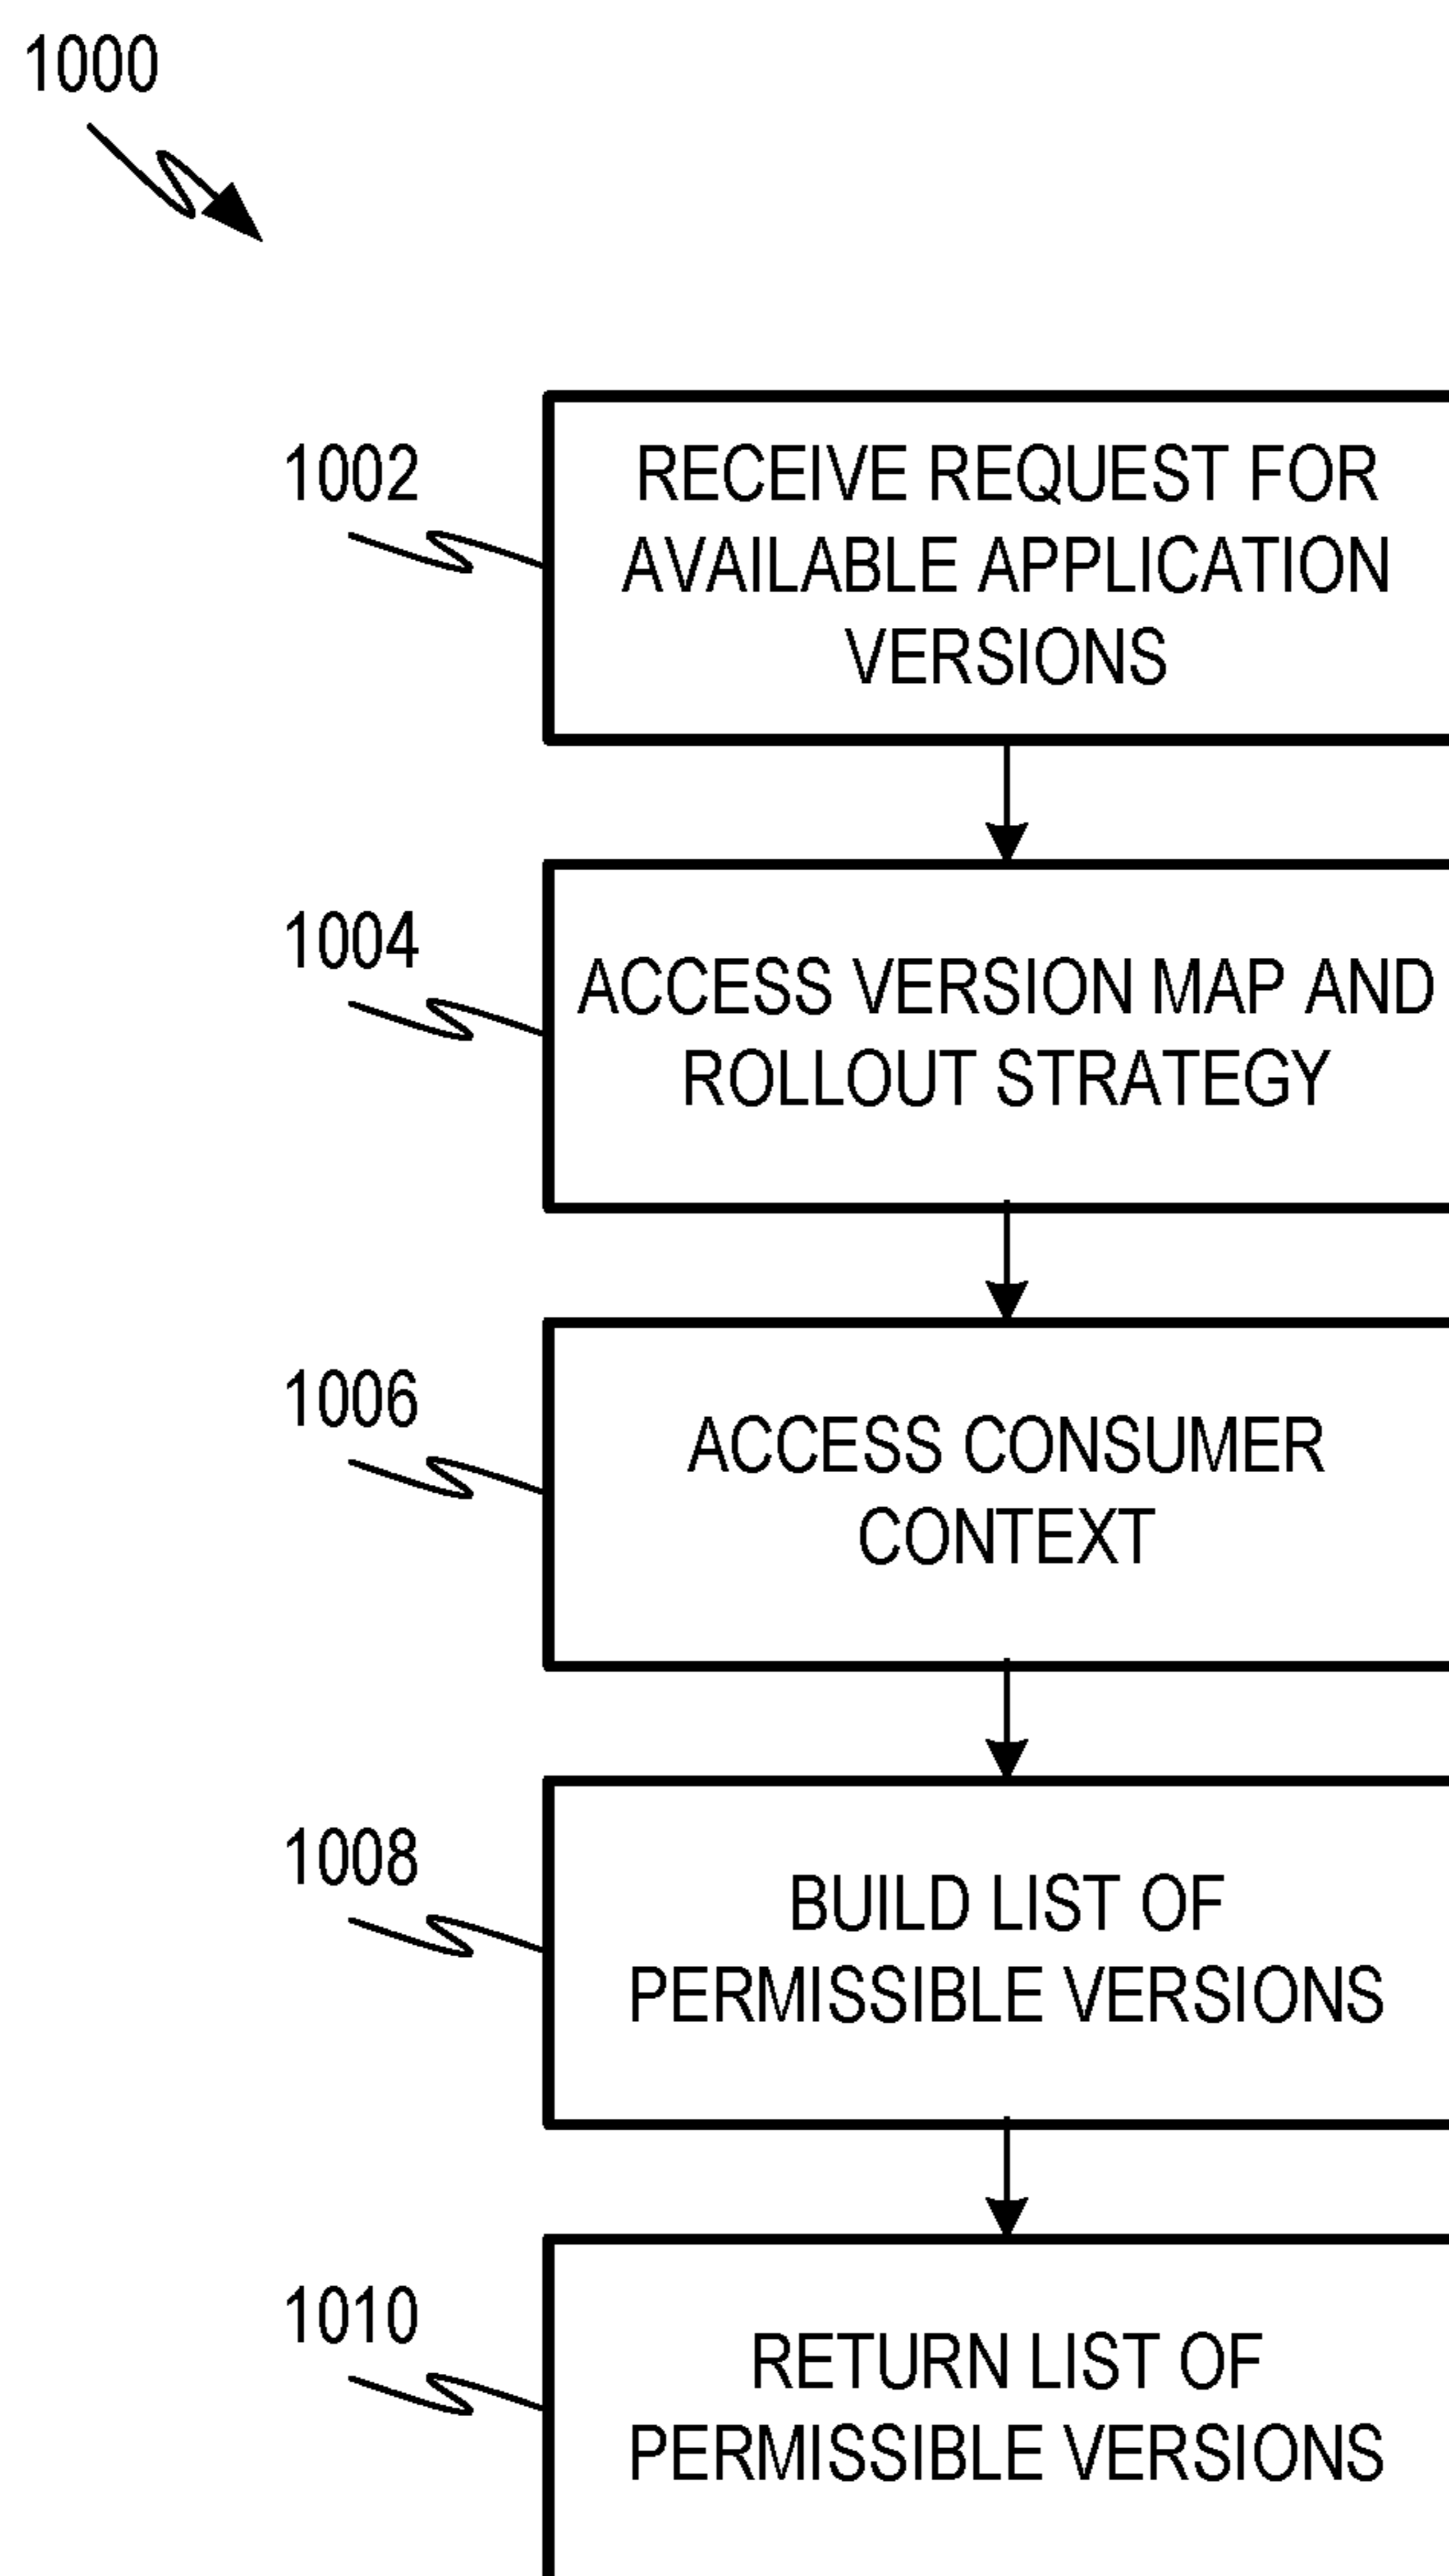 1000
1002
RECEIVE REQUEST FOR
AVAILABLE APPLICATION
VERSIONS
1004
ACCESS VERSION MAP AND
ROLLOUT STRATEGY
1006
ACCESS CONSUMER
CONTEXT
1008
BUILD LIST OF
PERMISSIBLE VERSIONS
1010
RETURN LIST OF
PERMISSIBLE VERSIONS